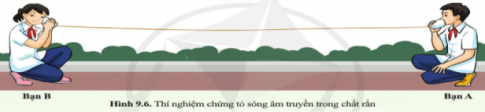 Bạn B Bạn A
Hình 9.6. Thí nghiệm chứng tỏ sóng âm truyền trong chất rắn